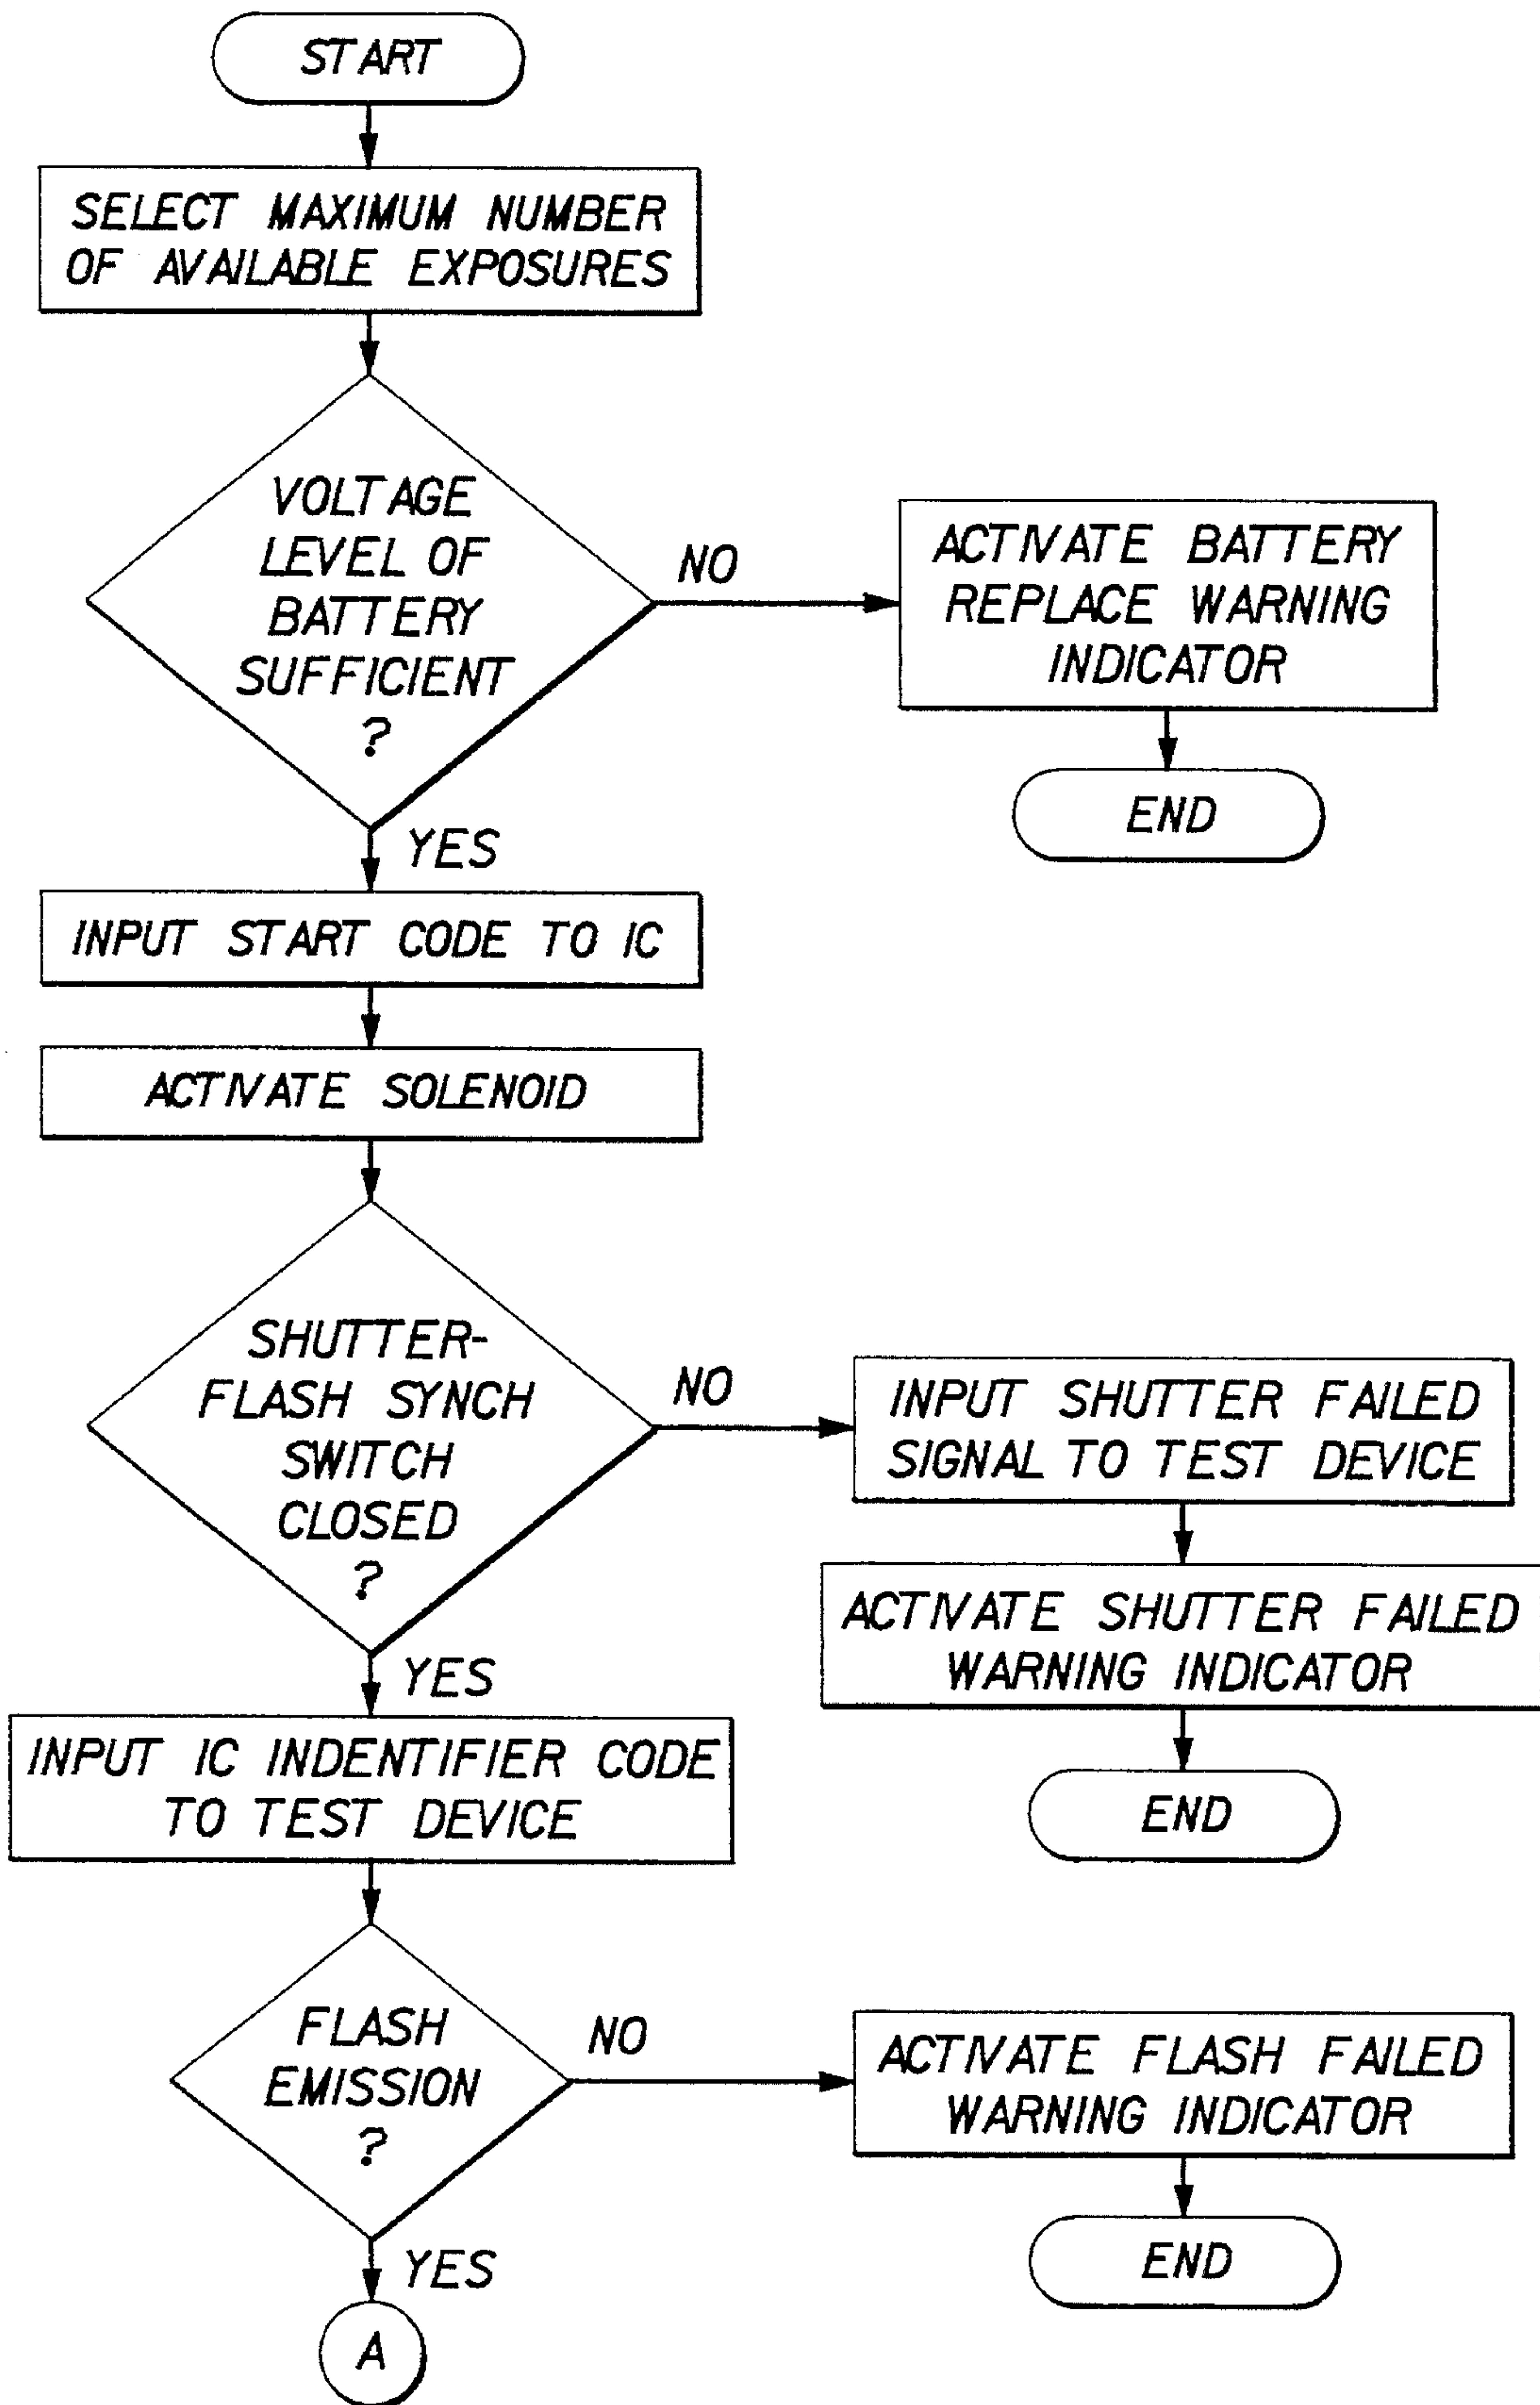 START
SELECT MAXIMUM NUMBER
OF AVAILABLE EXPOSURES
VOLTAGE
LEVEL OF
BATTERY
SUFFICIENT
?
NO
ACTIVATE BATTERY
REPLACE WARNING
INDICATOR
END
YES
INPUT START CODE TO IC
ACTIVATE SOLENOID
SHUTTER-
FLASH SYNCH
SWITCH
CLOSED
?
NO
INPUT SHUTTER FAILED
SIGNAL TO TEST DEVICE
ACTIVATE SHUTTER FAILED
WARNING INDICATOR
END
YES
INPUT IC INDENTIFIER CODE
TO TEST DEVICE
FLASH
EMISSION
?
NO
ACTIVATE FLASH FAILED
WARNING INDICATOR
END
YES
A